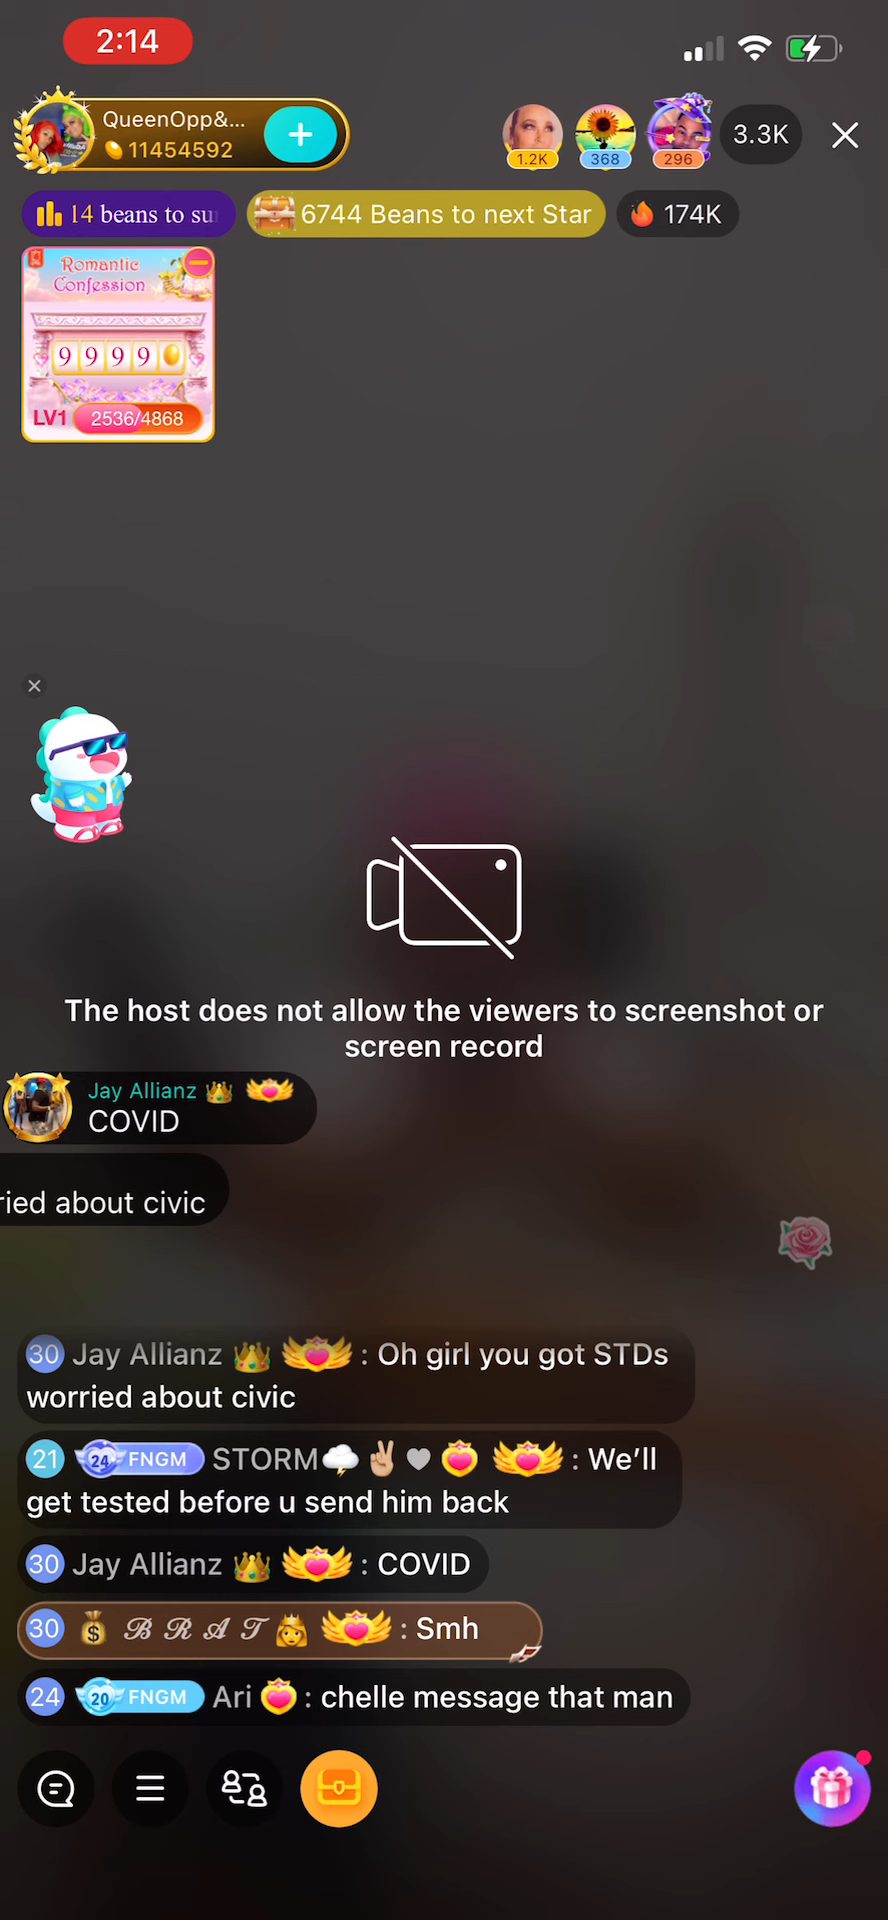 2:14
QueenOpp&...
11454592
1.2K
368
296
3.3K
14 beans to su
6744 Beans to next Star
174K
Romantic
Confession
9 9 9 9
LV1 2536/4868
The host does not allow the viewers to screenshot or
screen record
Jay Allianz
COVID
ried about civic
30 Jay Allianz : Oh girl you got STDs
worried about civic
21 24 FNGM STORM : We’ll
get tested before u send him back
30 Jay Allianz : COVID
30 ℬ ℛ 𝒜 𝒯 : Smh
24 20 FNGM Ari : chelle message that man